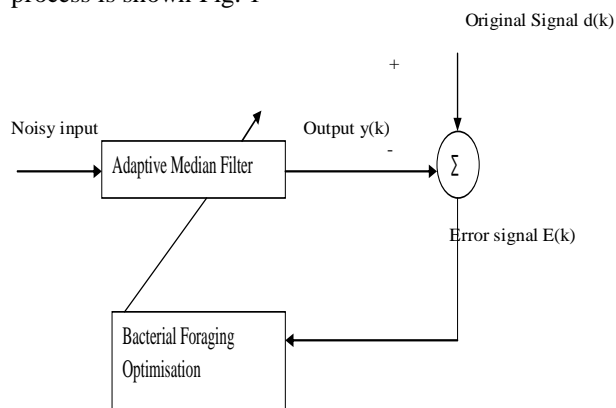 process is shown Fig. 1
Original Signal d(k)
+
Noisy input
Output y(k)
-
Adaptive Median Filter
Σ
Error signal E(k)
Bacterial Foraging
Optimisation